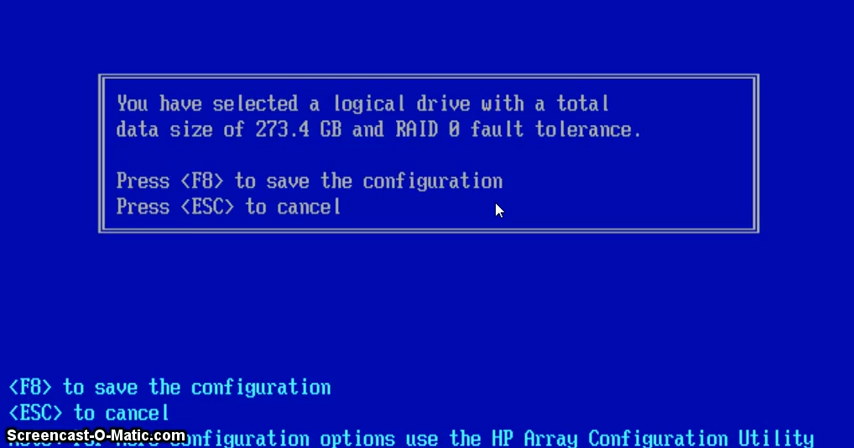 You have selected a logical drive with a total
data size of 273.4 GB and RAID 0 fault tolerance.
Press <F8> to save the configuration
Press <ESC> to cancel
<F8> to save the configuration
<ESC> to cancel
configuration options use the HP Array Configuration Utility
Screencast-O-Matic.com